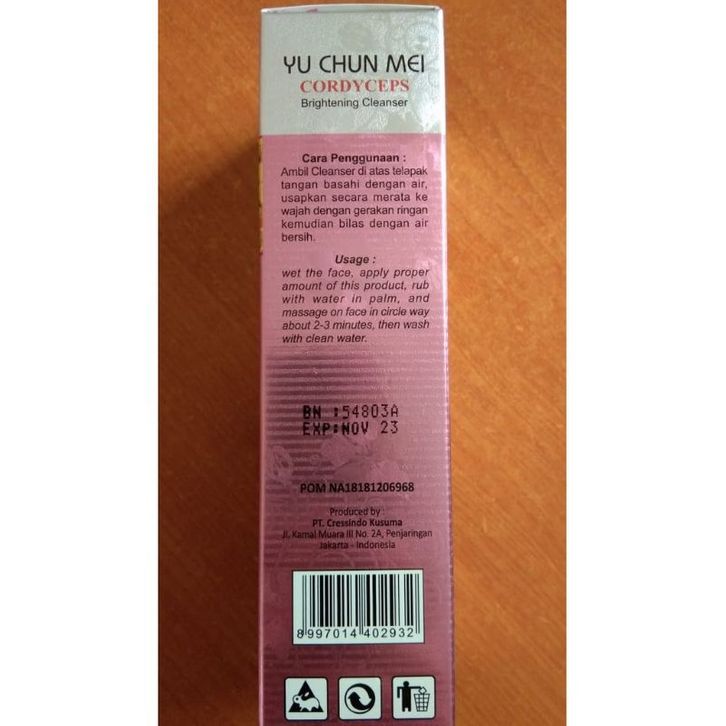 YU CHUN MEI
CORDYCEPS
Brightening Cleanser
Cara Penggunaan :
Ambil Cleanser di atas telapak
tangan basahi dengan air,
usapkan secara merata ke
wajah dengan gerakan ringan
kemudian bilas dengan air
bersih.
Usage :
wet the face, apply proper
amount of this product, rub
with water in palm, and
massage on face in circle way
about 2-3 minutes, then wash
with clean water.
BN :54803A
EXP:NOV 23
POM NA18181206968
Produced by :
PT. Cressindo Kusuma
Jl. Kamal Muara III No. 2A, Penjaringan
Jakarta - Indonesia
8 997014 402932